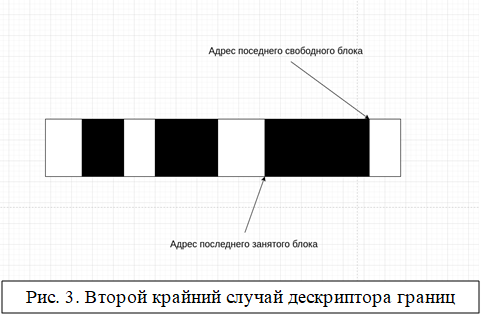 Адрес поседнего свободного блока
Адрес последнего занятого блока
Рис. 3. Второй крайний случай дескриптора границ